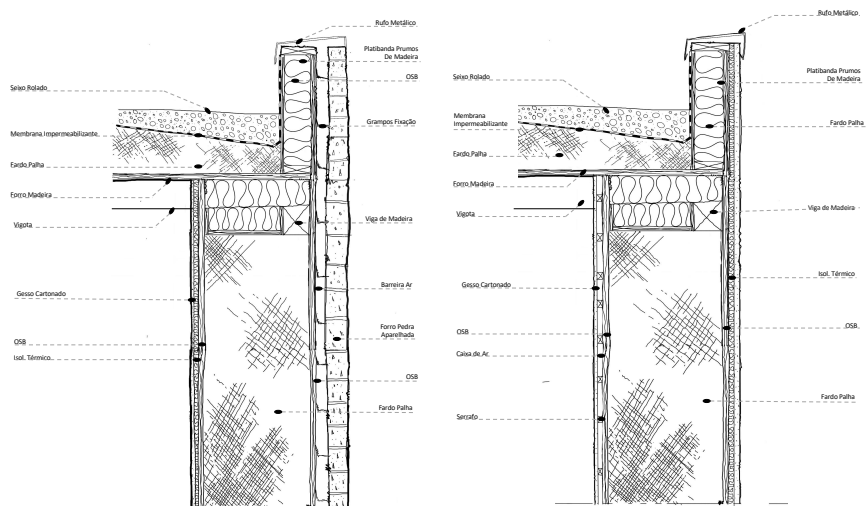 Rufo Metálico
Platibanda Prumos
De Madeira
OSB
Seixo Rolado
Grampos Fixação
Membrana Impermeabilizante
Fardo Palha
Forro Madeira
Vigota
Viga de Madeira
Barreira Ar
Gesso Cartonado
Forro Pedra
Aparelhada
OSB
Isol. Térmico
OSB
Fardo Palha
Rufo Metálico
Platibanda Prumos
De Madeira
Seixo Rolado
Membrana
Impermeabilizante
Fardo Palha
Fardo Palha
Forro Madeira
Vigota
Viga de Madeira
Isol. Térmico
Gesso Cartonado
OSB
OSB
Caixa de Ar
Fardo Palha
Serrafo